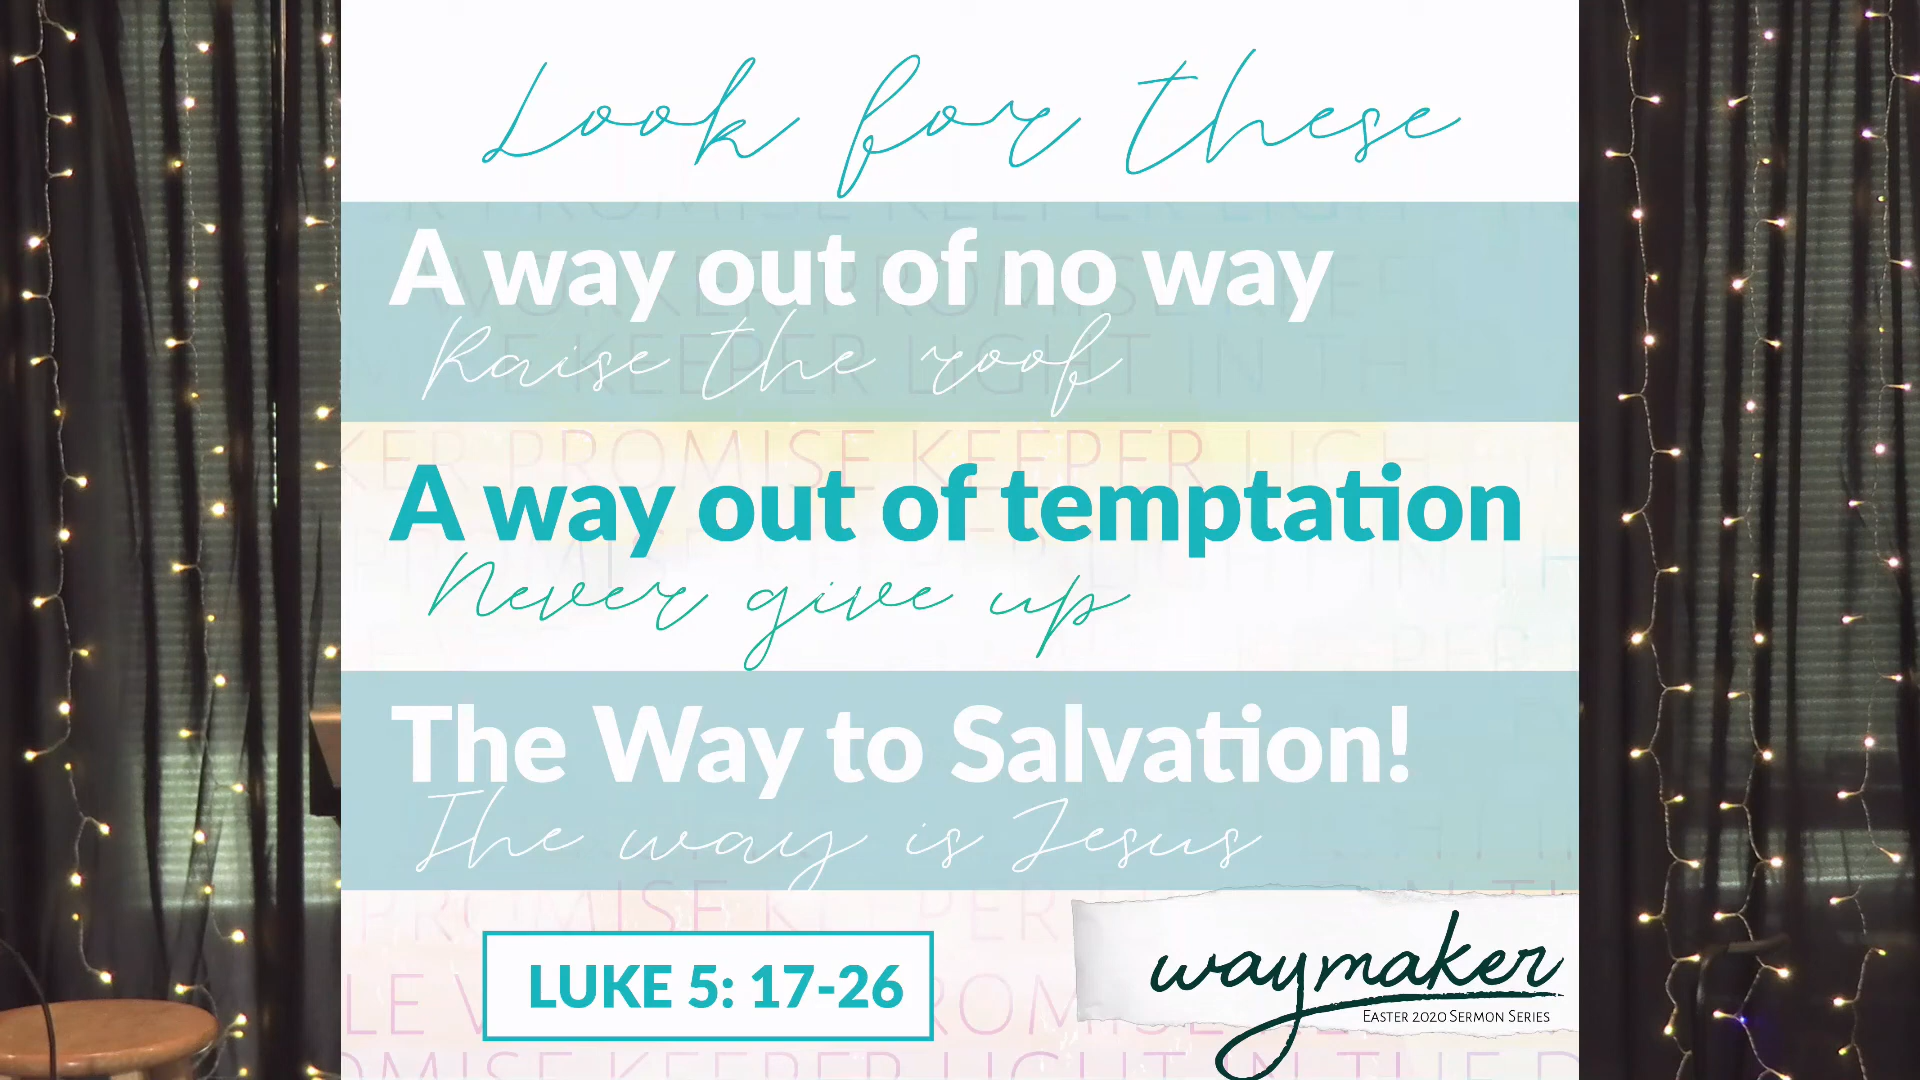 Look for these
A way out of no way
Raise the roof
A way out of temptation
Never give up
The Way to Salvation!
The way is Jesus
LUKE 5: 17-26
waymaker
EASTER 2020 SERMON SERIES